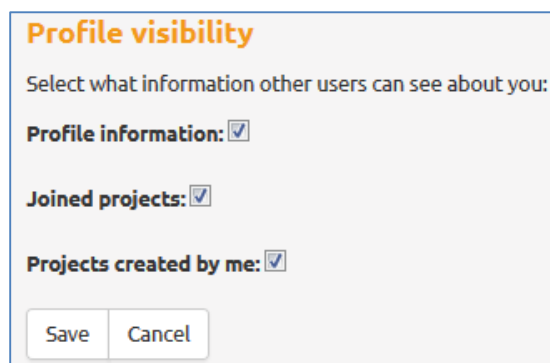 Profile visibility
Select what information other users can see about you:
Profile information:
Joined projects:
Projects created by me:
Save Cancel